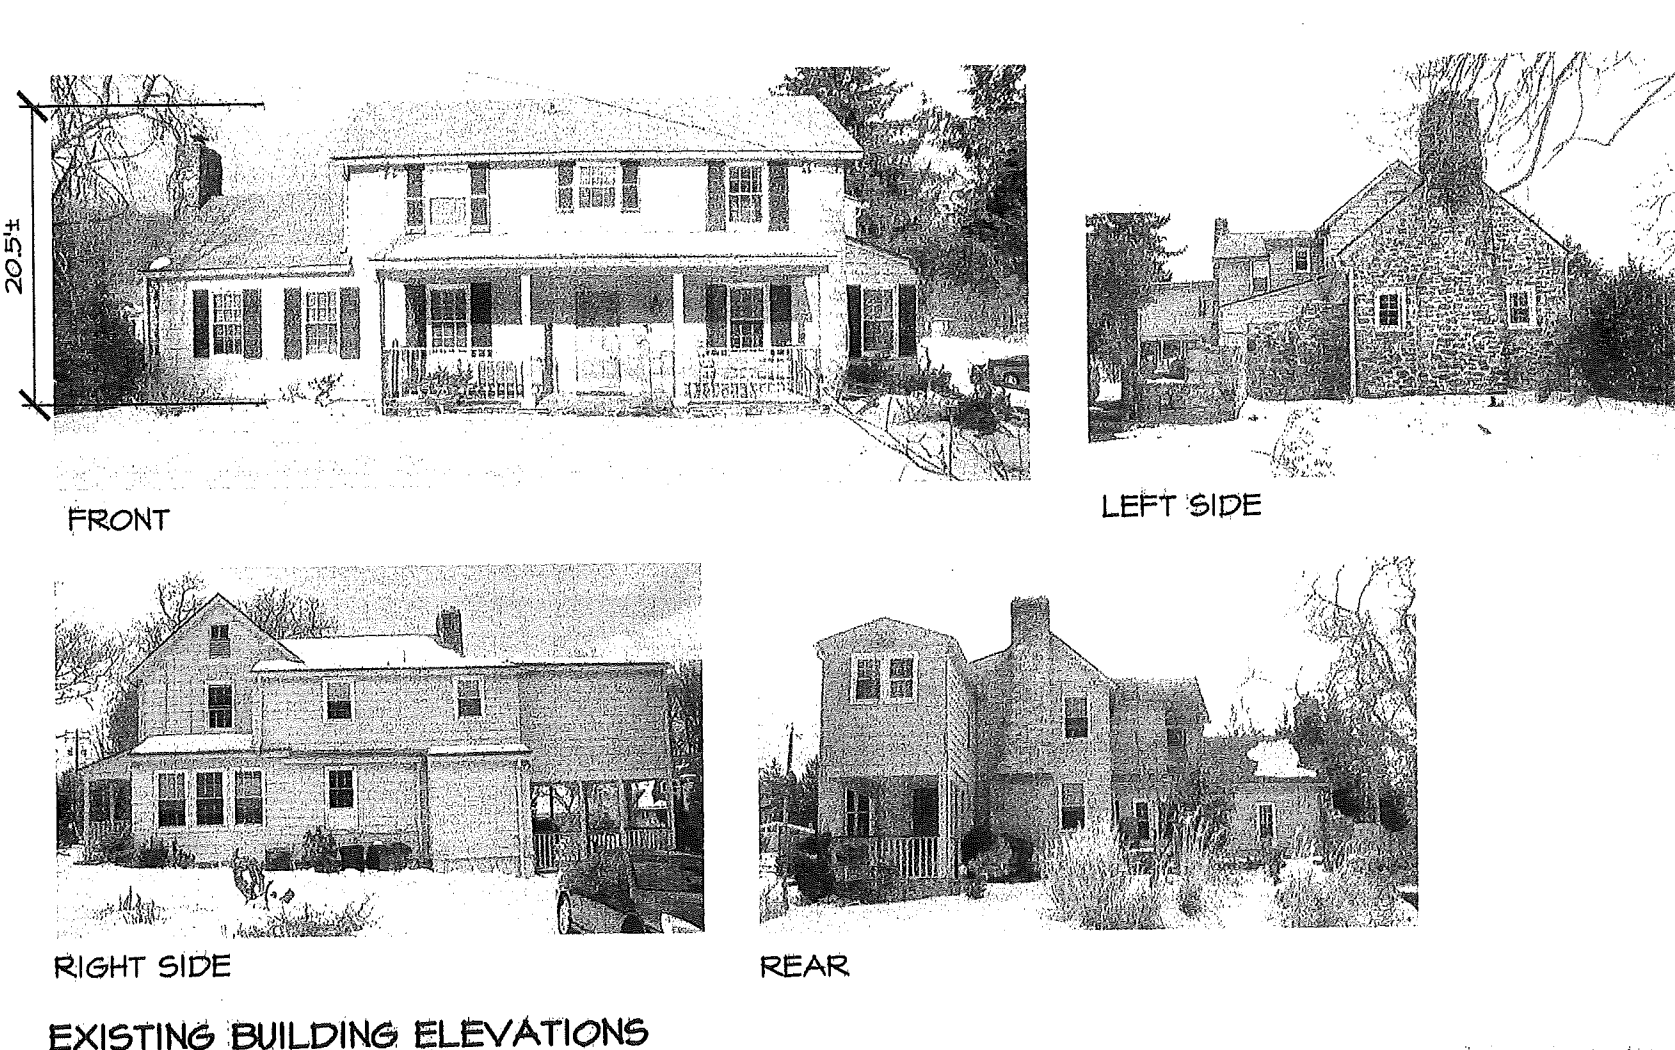 20.5'±
FRONT
LEFT SIDE
RIGHT SIDE
REAR
EXISTING BUILDING ELEVATIONS